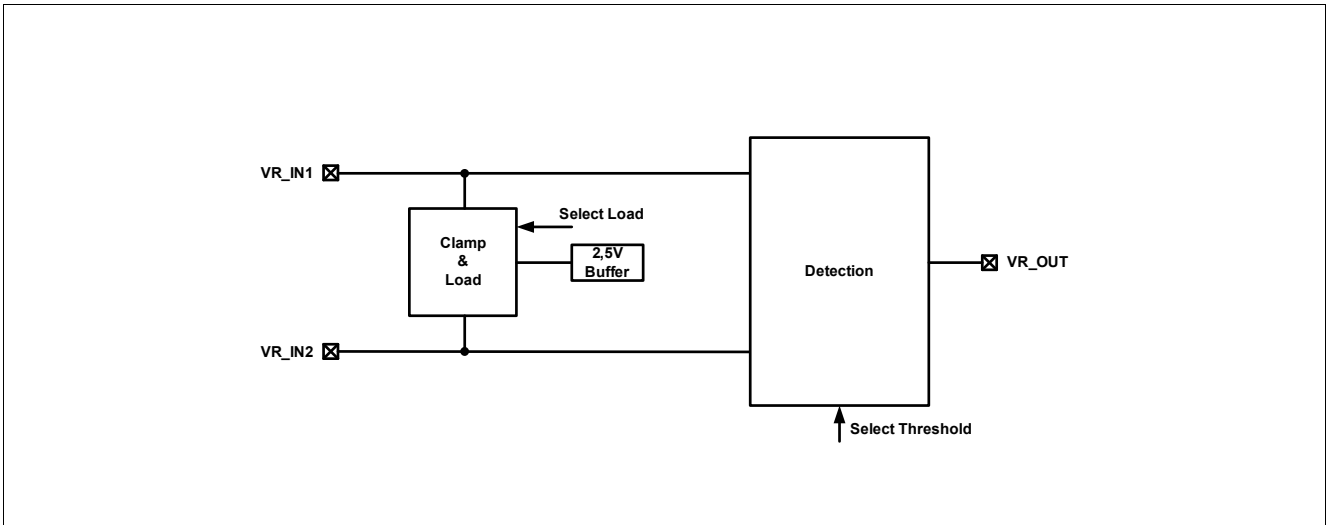 VR_IN1
Select Load
Clamp
&
Load
2,5V
Buffer
Detection
VR_OUT
VR_IN2
Select Threshold